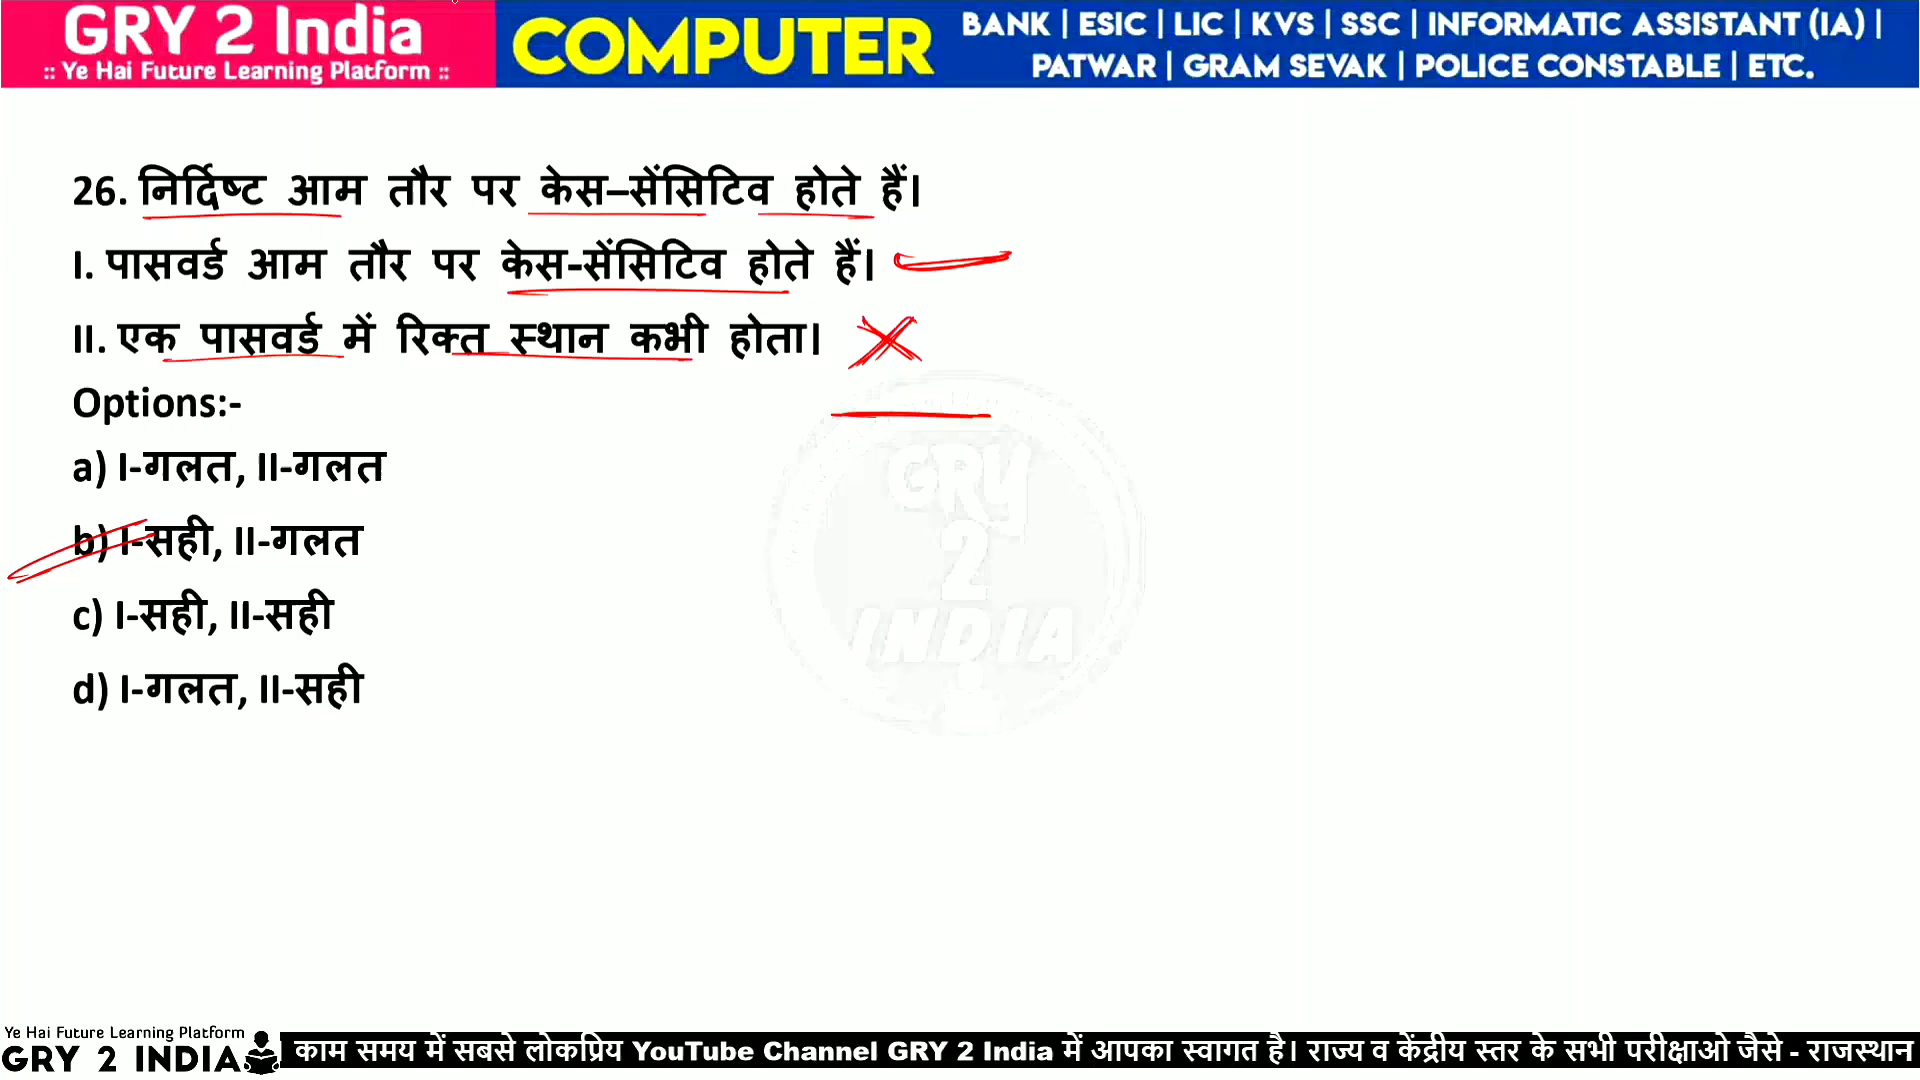 GRY 2 India
:: Ye Hai Future Learning Platform ::
COMPUTER
BANK | ESIC | LIC | KVS | SSC | INFORMATIC ASSISTANT (IA) |
PATWAR | GRAM SEVAK | POLICE CONSTABLE | ETC.
26. निर्दिष्ट आम तौर पर केस–सेंसिटिव होते हैं।
I. पासवर्ड आम तौर पर केस-सेंसिटिव होते हैं।
II. एक पासवर्ड में रिक्त स्थान कभी होता।
Options:-
a) I-गलत, II-गलत
b) I-सही, II-गलत
c) I-सही, II-सही
d) I-गलत, II-सही
GRY
2
INDIA
Ye Hai Future Learning Platform
GRY 2 INDIA
काम समय में सबसे लोकप्रिय YouTube Channel GRY 2 India में आपका स्वागत है। राज्य व केंद्रीय स्तर के सभी परीक्षाओ जैसे - राजस्थान